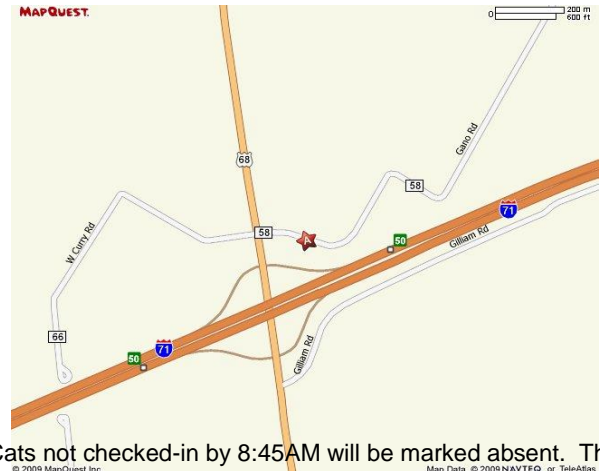 MAPQUEST.
0 200 m
600 ft
Gano Rd
68
58
W Curry Rd
58
A
71
50
Gilliam Rd
66
71
50
Gilliam Rd
Cats not checked-in by 8:45AM will be marked absent. Th
© 2009 MapQuest Inc. Map Data © 2009 NAVTEQ or TeleAtlas